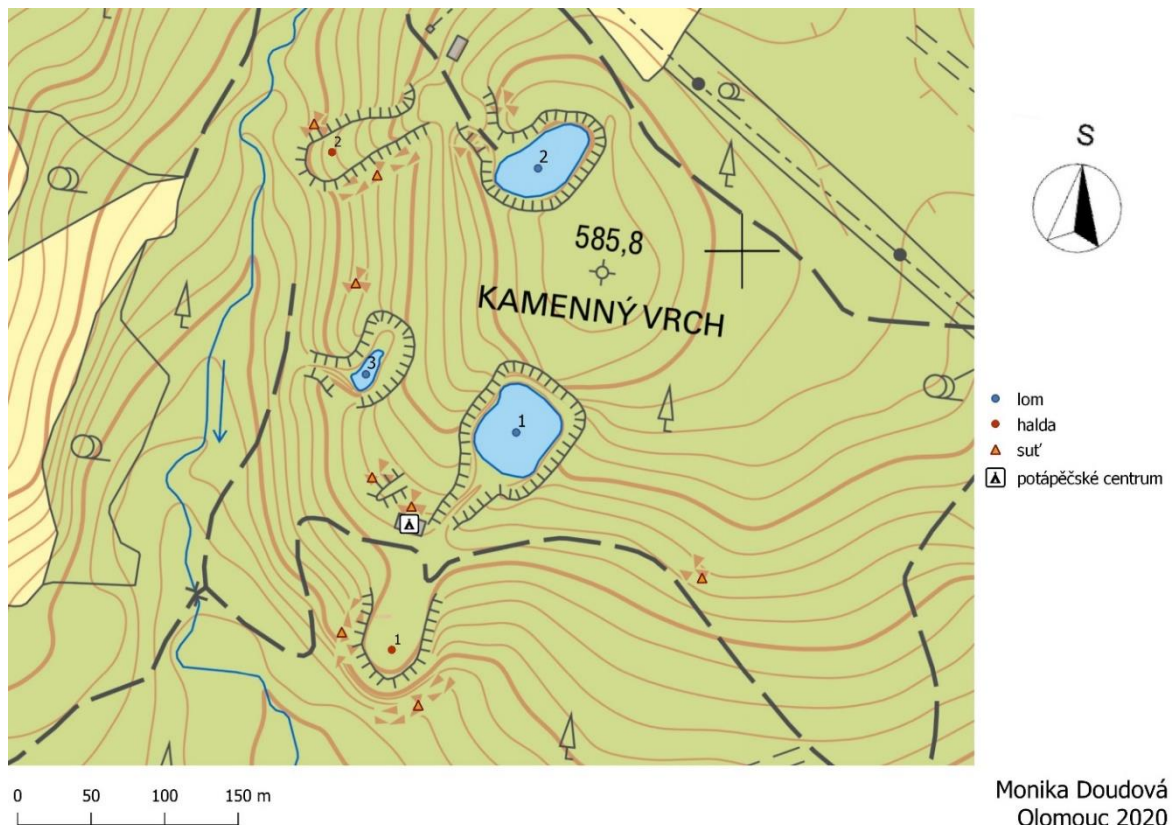 2
2
585,8
KAMENNÝ VRCH
3
1
1
S
lom
halda
suť
potápěčské centrum
0 50 100 150 m
Monika Doudová
Olomouc 2020